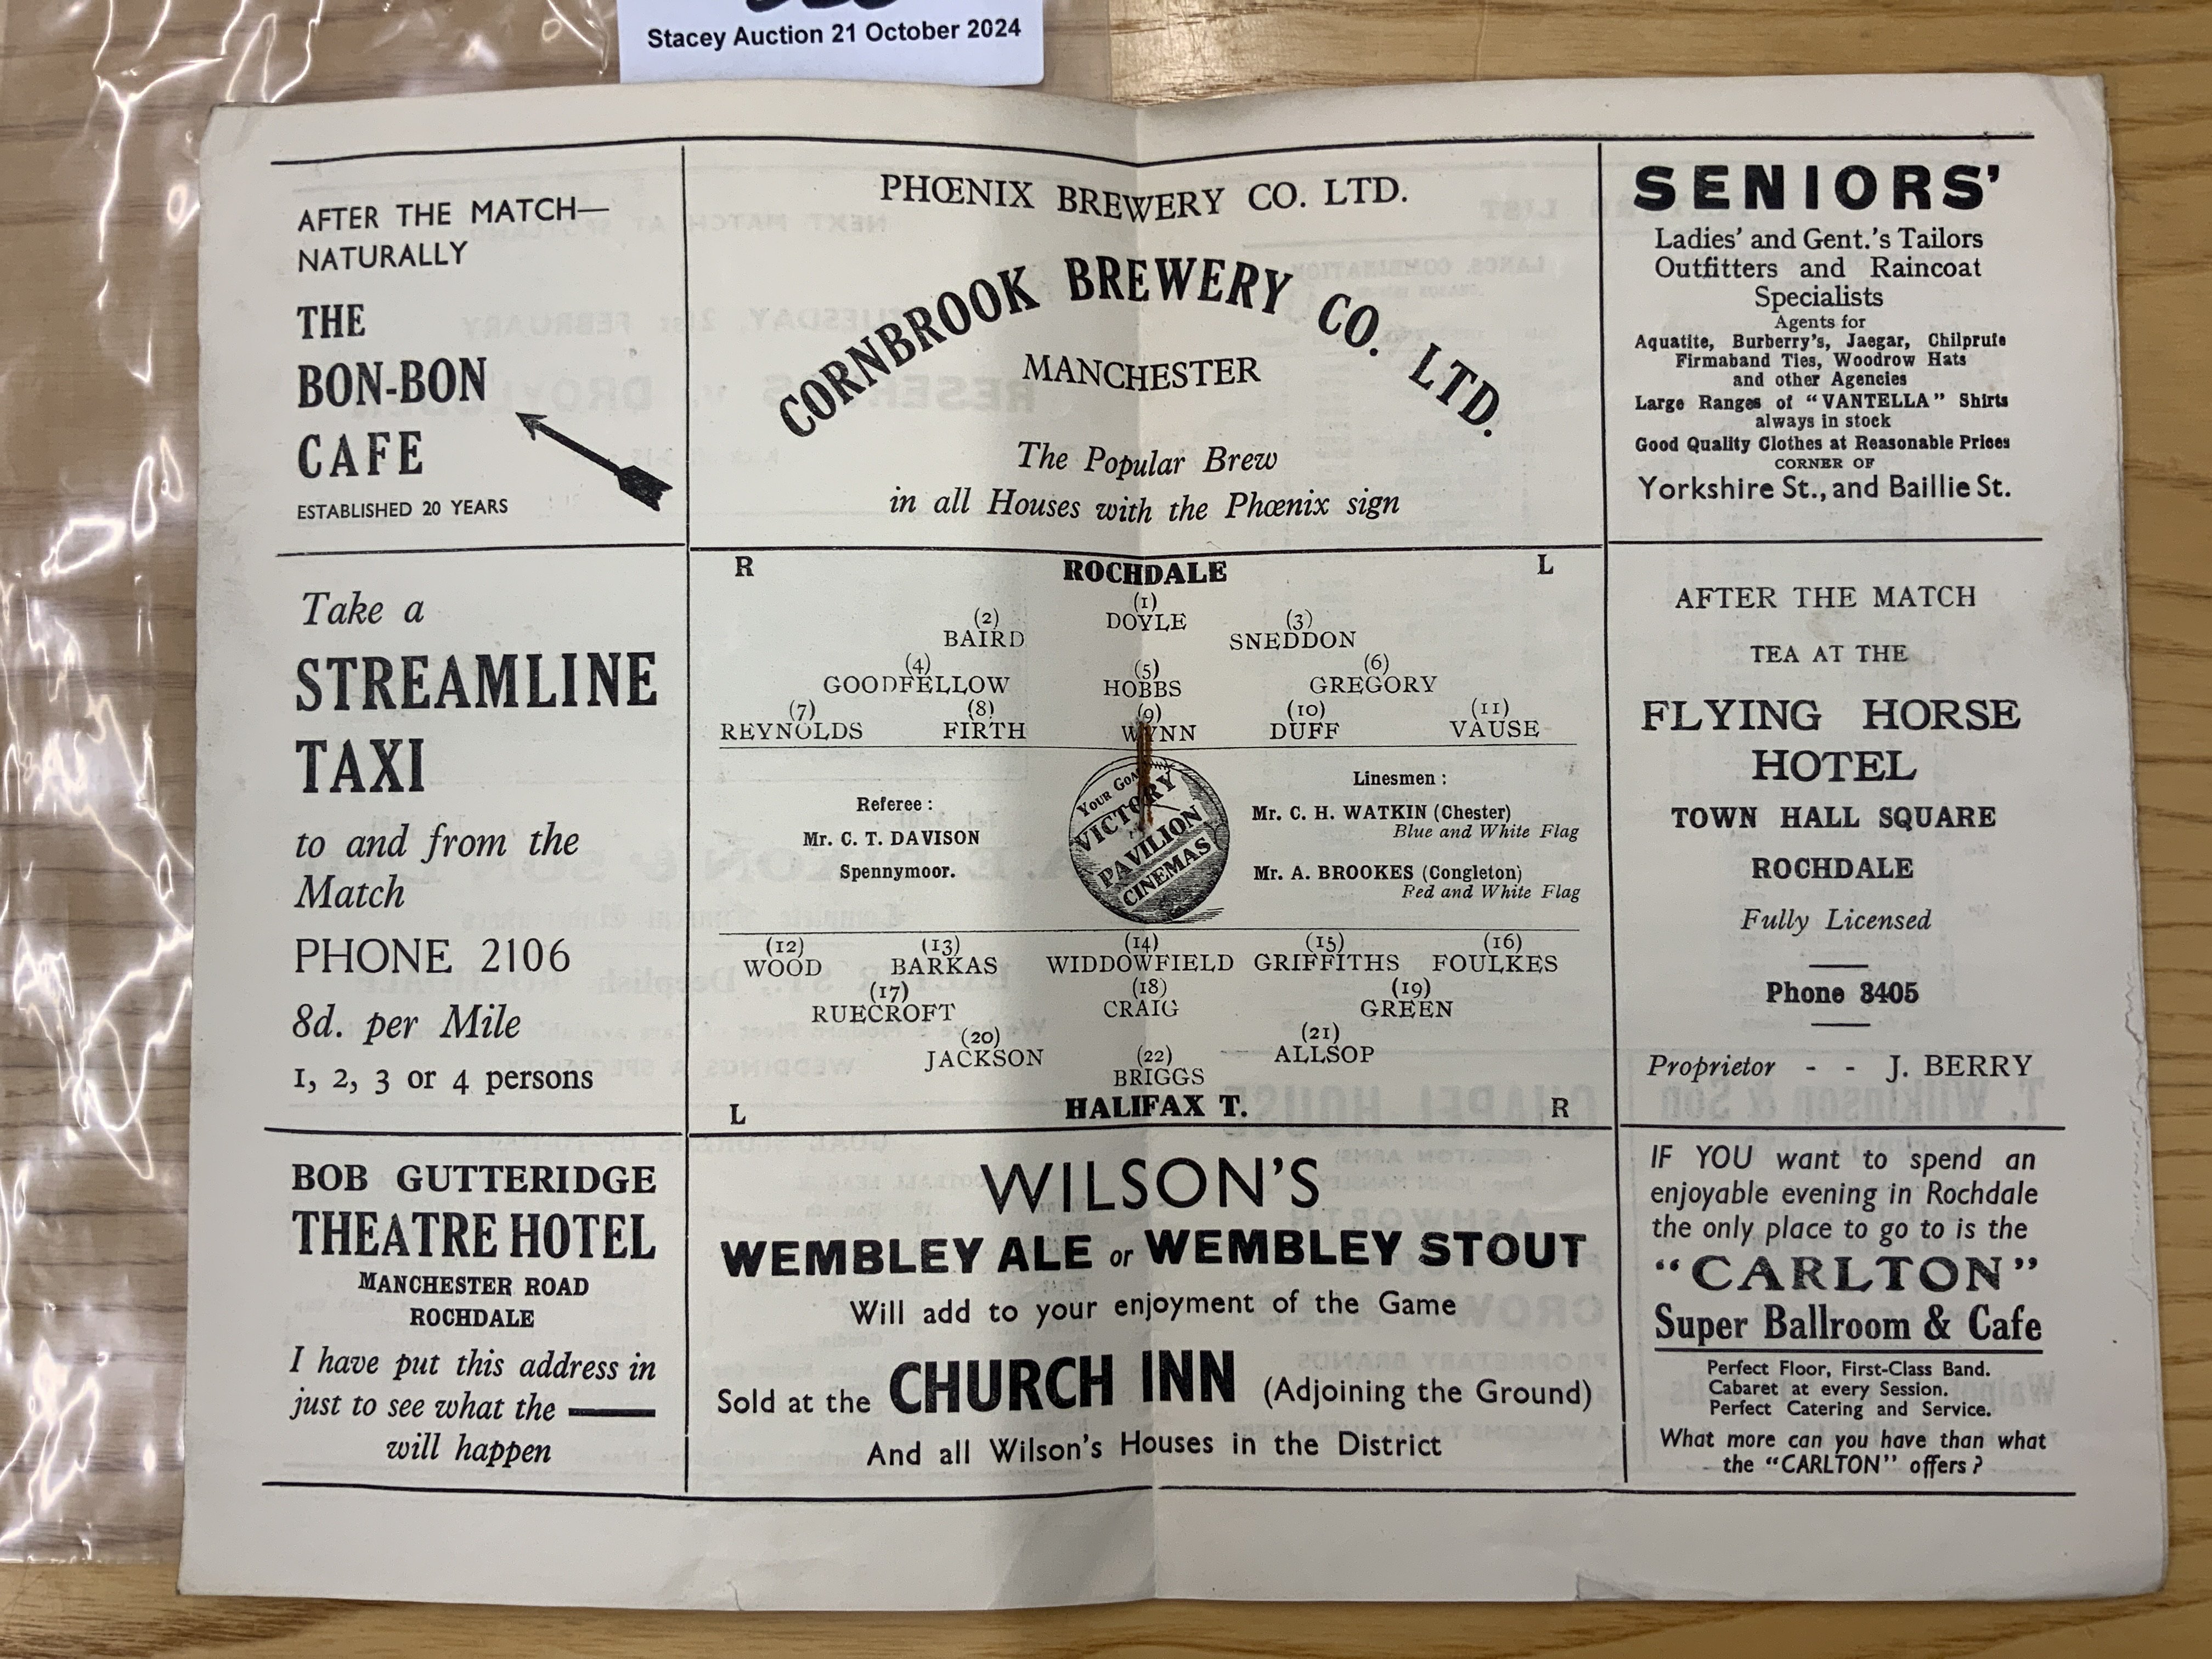 Stacey Auction 21 October 2024
AFTER THE MATCH—
NATURALLY
THE
BON-BON
CAFE
ESTABLISHED 20 YEARS
PHŒNIX BREWERY CO. LTD.
CORNBROOK BREWERY CO. LTD.
MANCHESTER
The Popular Brew
in all Houses with the Phœnix sign
SENIORS'
Ladies' and Gent.'s Tailors
Outfitters and Raincoat
Specialists
Agents for
Aquatite, Burberry's, Jaegar, Chilprufe
Firmaband Ties, Woodrow Hats
and other Agencies
Large Ranges of "VANTELLA" Shirts
always in stock
Good Quality Clothes at Reasonable Prices
CORNER OF
Yorkshire St., and Baillie St.
Take a
STREAMLINE
TAXI
to and from the
Match
PHONE 2106
8d. per Mile
1, 2, 3 or 4 persons
R ROCHDALE L
(1)
DOYLE
(2) (3)
BAIRD SNEDDON
(4) (5) (6)
GOODFELLOW HOBBS GREGORY
(7) (8) (9) (10) (11)
REYNOLDS FIRTH WYNN DUFF VAUSE
Referee :
Mr. C. T. DAVISON
Spennymoor.
YOUR GOAL
VICTORY
PAVILION
CINEMAS
Linesmen :
Mr. C. H. WATKIN (Chester)
Blue and White Flag
Mr. A. BROOKES (Congleton)
Red and White Flag
(12) (13) (14) (15) (16)
WOOD BARKAS WIDDOWFIELD GRIFFITHS FOULKES
(17) (18) (19)
RUECROFT CRAIG GREEN
(20) (21)
JACKSON ALLSOP
(22)
BRIGGS
L HALIFAX T. R
AFTER THE MATCH
TEA AT THE
FLYING HORSE
HOTEL
TOWN HALL SQUARE
ROCHDALE
Fully Licensed
Phone 3405
Proprietor - - J. BERRY
BOB GUTTERIDGE
THEATRE HOTEL
MANCHESTER ROAD
ROCHDALE
I have put this address in
just to see what the
will happen
WILSON'S
WEMBLEY ALE or WEMBLEY STOUT
Will add to your enjoyment of the Game
Sold at the CHURCH INN (Adjoining the Ground)
And all Wilson's Houses in the District
IF YOU want to spend an
enjoyable evening in Rochdale
the only place to go to is the
"CARLTON"
Super Ballroom & Cafe
Perfect Floor, First-Class Band.
Cabaret at every Session.
Perfect Catering and Service.
What more can you have than what
the "CARLTON" offers?